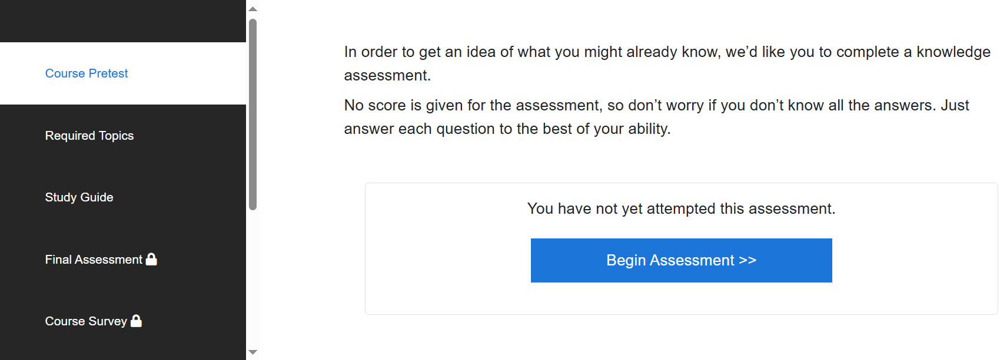 Course Pretest
Required Topics
Study Guide
Final Assessment
Course Survey
In order to get an idea of what you might already know, we’d like you to complete a knowledge
assessment.
No score is given for the assessment, so don’t worry if you don’t know all the answers. Just
answer each question to the best of your ability.
You have not yet attempted this assessment.
Begin Assessment >>